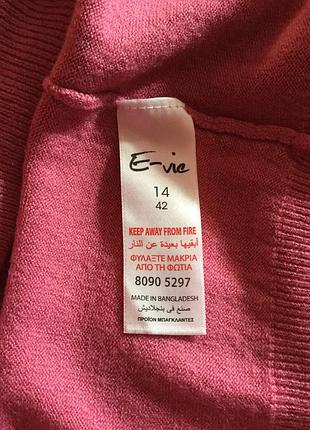 E-vie
14
42
KEEP AWAY FROM FIRE
أبقيها بعيدة عن النار
ΦΥΛΑΞΤΕ ΜΑΚΡΙΑ
ΑΠΟ ΤΗ ΦΩΤΙΑ
8090 5297
MADE IN BANGLADESH
صنع في بنجلاديش
ΠΡΟΪΟΝ ΜΠΑΓΚΛΑΝΤΕΣ